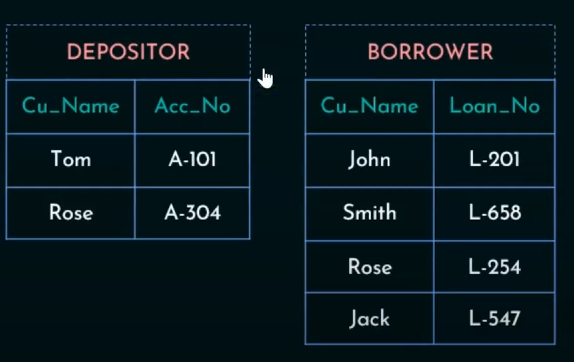 DEPOSITOR
Cu_Name Acc_No
Tom A-101
Rose A-304
BORROWER
Cu_Name Loan_No
John L-201
Smith L-658
Rose L-254
Jack L-547